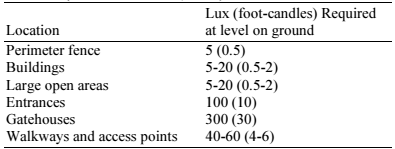 Lux (foot-candles) Required
Location at level on ground
Perimeter fence 5 (0.5)
Buildings 5-20 (0.5-2)
Large open areas 5-20 (0.5-2)
Entrances 100 (10)
Gatehouses 300 (30)
Walkways and access points 40-60 (4-6)